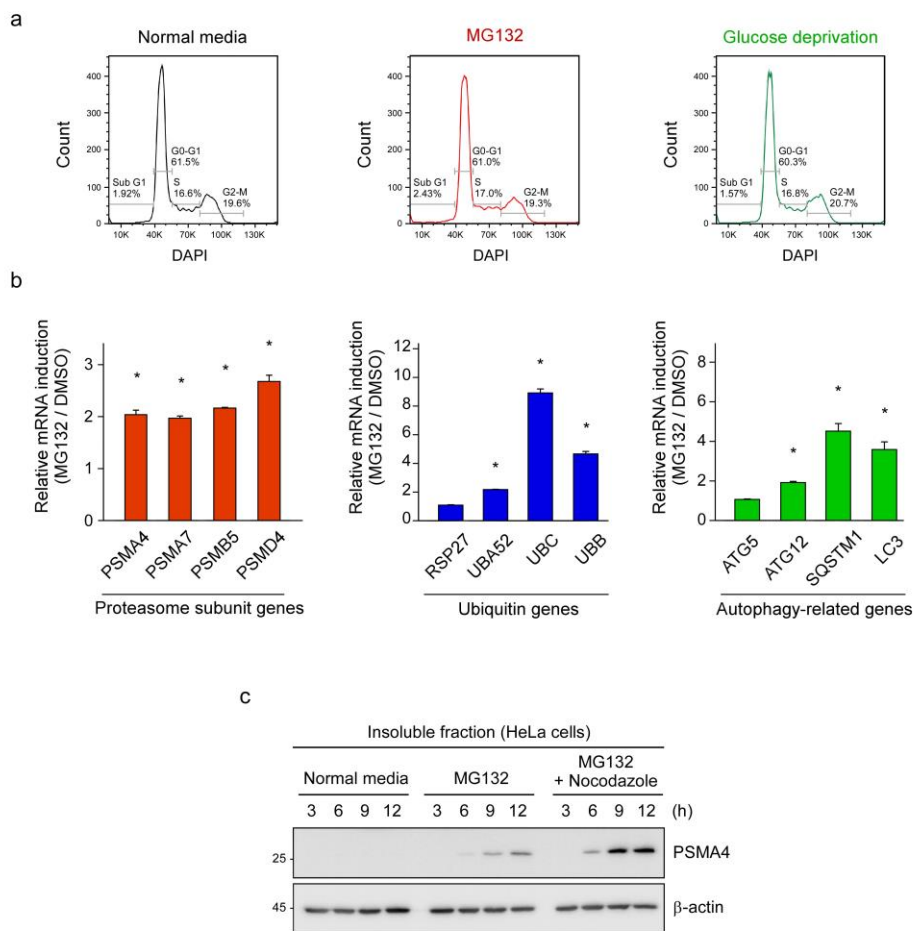 a
Normal media
MG132
Glucose deprivation
Count
400
300
200
100
0
Sub G1
1.92%
G0-G1
61.5%
S
16.6%
G2-M
19.6%
10K 40K 70K 100K 130K
DAPI
Count
400
300
200
100
0
Sub G1
2.43%
G0-G1
61.0%
S
17.0%
G2-M
19.3%
10K 40K 70K 100K 130K
DAPI
Count
400
300
200
100
0
Sub G1
1.57%
G0-G1
60.3%
S
16.8%
G2-M
20.7%
10K 40K 70K 100K 130K
DAPI
b
Relative mRNA induction
(MG132 / DMSO)
3
2
1
0
* * * *
PSMA4 PSMA7 PSMB5 PSMD4
Proteasome subunit genes
Relative mRNA induction
(MG132 / DMSO)
12
10
8
6
4
2
0
* * *
RSP27 UBA52 UBC UBB
Ubiquitin genes
Relative mRNA induction
(MG132 / DMSO)
8
6
4
2
0
* * *
ATG5 ATG12 SQSTM1 LC3
Autophagy-related genes
c
Insoluble fraction (HeLa cells)
Normal media MG132 MG132
+ Nocodazole
3 6 9 12 3 6 9 12 3 6 9 12 (h)
25 PSMA4
45 β-actin